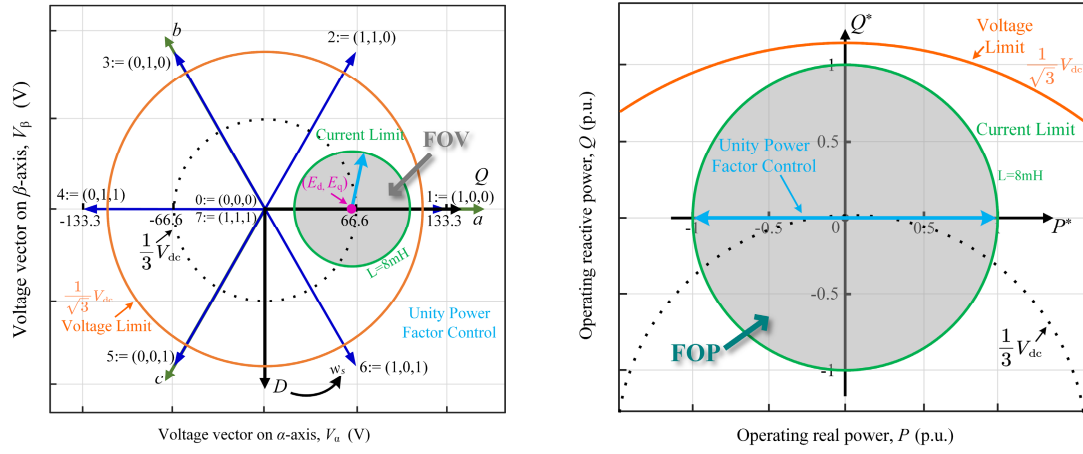 b
2:= (1,1,0)
3:= (0,1,0)
Current Limit
FOV
(E_d, E_q)
Q
4:= (0,1,1)
0:= (0,0,0)
7:= (1,1,1)
1:= (1,0,0)
-133.3
-66.6
66.6
133.3
a
1/3 V_dc
L=8mH
1/√3 V_dc
Voltage Limit
Unity Power
Factor Control
5:= (0,0,1)
c
D
w_s
6:= (1,0,1)
Voltage vector on β-axis, V_β (V)
Voltage vector on α-axis, V_α (V)
Q*
Voltage
Limit
1/√3 V_dc
1
Current Limit
0.5
Unity Power
Factor Control
L=8mH
-1
-0.5
0
0.5
P*
-0.5
1/3 V_dc
FOP
-1
Operating reactive power, Q (p.u.)
Operating real power, P (p.u.)